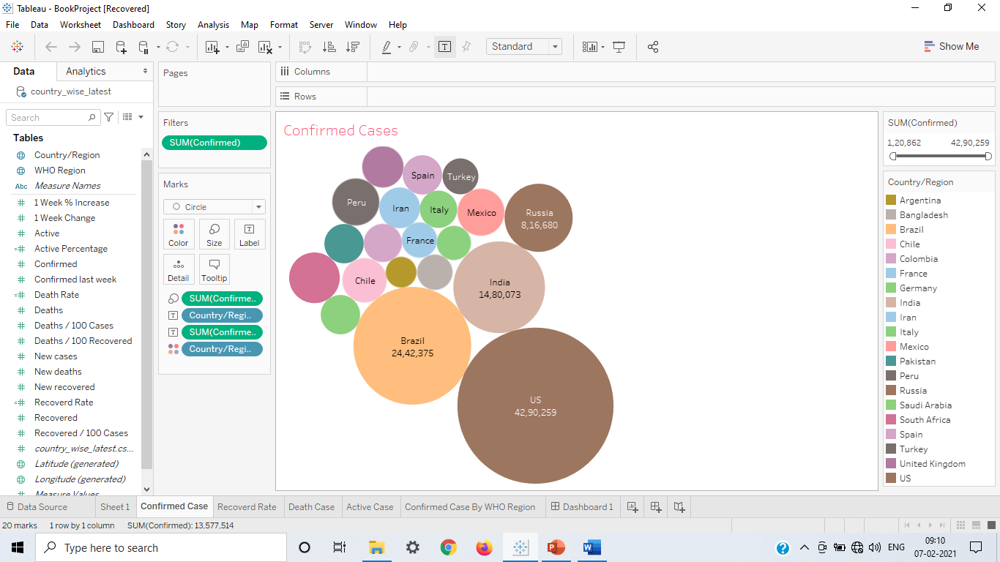 Tableau - BookProject [Recovered]
File Data Worksheet Dashboard Story Analysis Map Format Server Window Help
Standard
Show Me
Data Analytics
country_wise_latest
Search
Tables
Country/Region
WHO Region
Abc Measure Names
1 Week % Increase
1 Week Change
Active
Active Percentage
Confirmed
Confirmed last week
Death Rate
Deaths
Deaths / 100 Cases
Deaths / 100 Recovered
New cases
New deaths
New recovered
Recoverd Rate
Recovered
Recovered / 100 Cases
country_wise_latest.cs...
Latitude (generated)
Longitude (generated)
Measure Values
Pages
Filters
SUM(Confirmed)
Marks
Circle
Color Size Label
Detail Tooltip
SUM(Confirme..
Country/Regi..
SUM(Confirme..
Country/Regi..
Columns
Rows
Confirmed Cases
Spain
Turkey
Peru
Iran
Italy
Mexico
Russia
8,16,680
France
Chile
India
14,80,073
Brazil
24,42,375
US
42,90,259
SUM(Confirmed)
1,20,862 42,90,259
Country/Region
Argentina
Bangladesh
Brazil
Chile
Colombia
France
Germany
India
Iran
Italy
Mexico
Pakistan
Peru
Russia
Saudi Arabia
South Africa
Spain
Turkey
United Kingdom
US
Data Source Sheet 1 Confirmed Case Recoverd Rate Death Case Active Case Confirmed Case By WHO Region Dashboard 1
20 marks 1 row by 1 column SUM(Confirmed): 13,577,514
Type here to search
ENG
09:10
07-02-2021